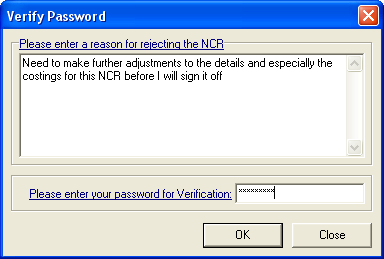 Verify Password
Please enter a reason for rejecting the NCR
Need to make further adjustments to the details and especially the
costings for this NCR before I will sign it off
Please enter your password for Verification: ×××××××××
OK Close